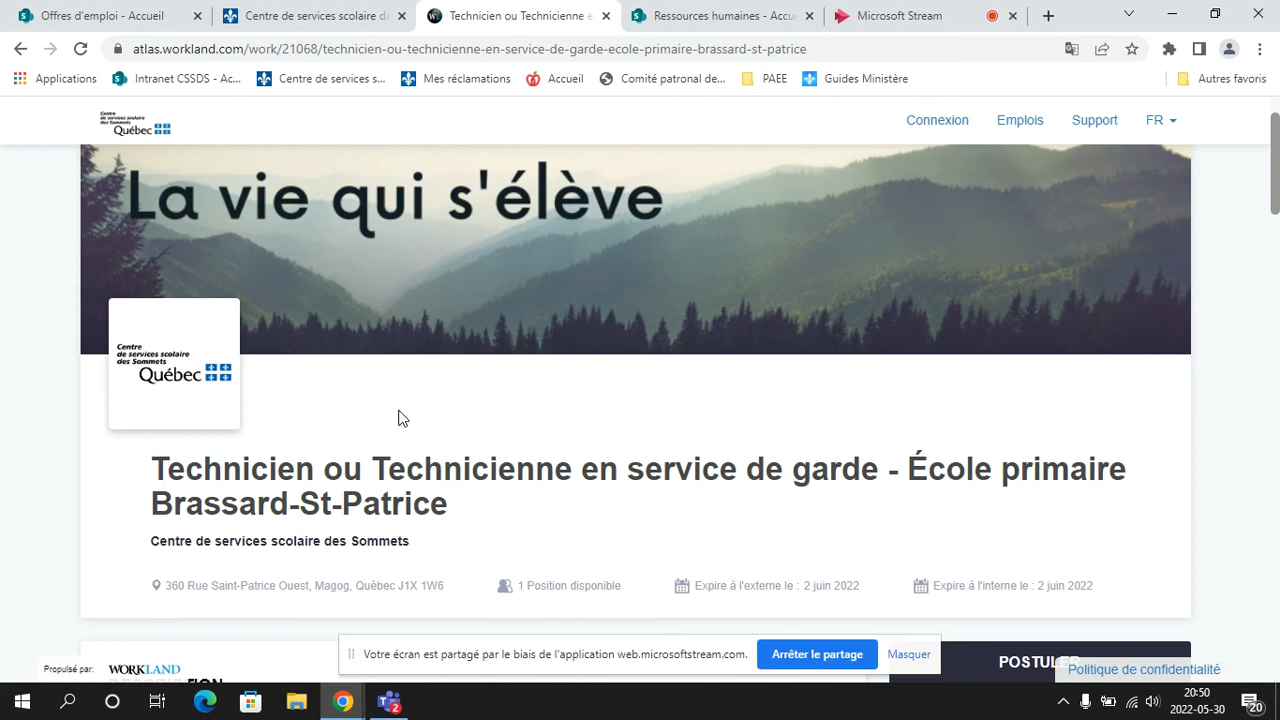 Offres d'emploi - Accueil
Centre de services scolaire d
Technicien ou Technicienne e
Ressources humaines - Accu
Microsoft Stream
atlas.workland.com/work/21068/technicien-ou-technicienne-en-service-de-garde-ecole-primaire-brassard-st-patrice
Applications
Intranet CSSDS - Ac...
Centre de services s...
Mes réclamations
Accueil
Comité patronal de...
PAEE
Guides Ministère
Autres favoris
Centre
de services scolaire
des Sommets
Québec
Connexion
Emplois
Support
FR
La vie qui s'élève
Centre
de services scolaire
des Sommets
Québec
Technicien ou Technicienne en service de garde - École primaire
Brassard-St-Patrice
Centre de services scolaire des Sommets
360 Rue Saint-Patrice Ouest, Magog, Québec J1X 1W6
1 Position disponible
Expire á l'externe le : 2 juin 2022
Expire á l'interne le : 2 juin 2022
Votre écran est partagé par le biais de l'application web.microsoftstream.com.
Arrêter le partage
Masquer
Propulsé par:
WORKLAND
POSTULER
Politique de confidentialité
2
20:50
2022-05-30
20